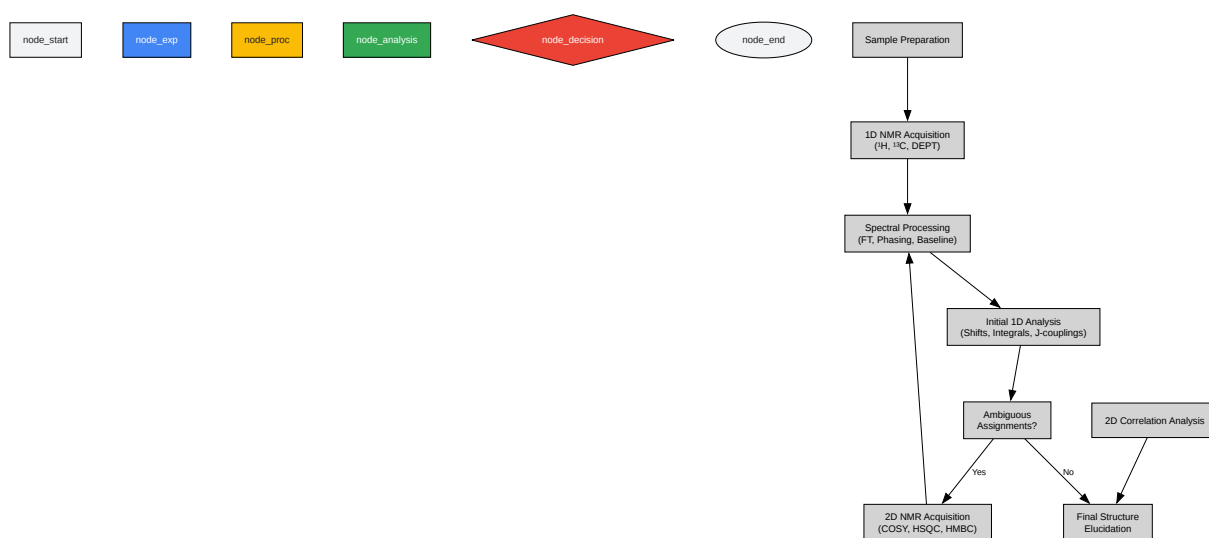 node_start
node_exp
node_proc
node_analysis
node_decision
node_end
Sample Preparation
1D NMR Acquisition
(¹H, ¹³C, DEPT)
Spectral Processing
(FT, Phasing, Baseline)
Initial 1D Analysis
(Shifts, Integrals, J-couplings)
Ambiguous
Assignments?
2D Correlation Analysis
Yes
No
2D NMR Acquisition
(COSY, HSQC, HMBC)
Final Structure
Elucidation